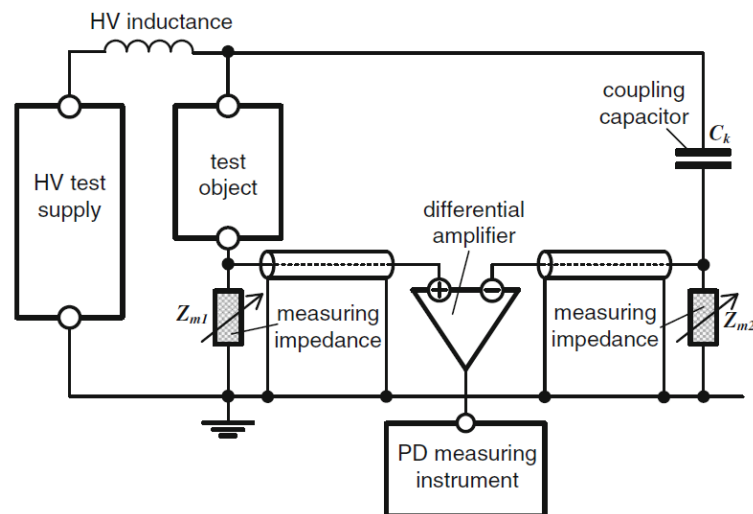 HV inductance
coupling
capacitor
C_k
HV test
supply
test
object
differential
amplifier
Z_m1
measuring
impedance
measuring
impedance
Z_m2
PD measuring
instrument